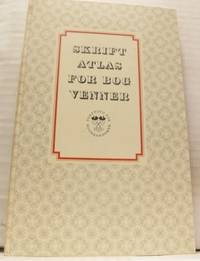 SKRIFT
ATLAS
FOR BOG
VENNER